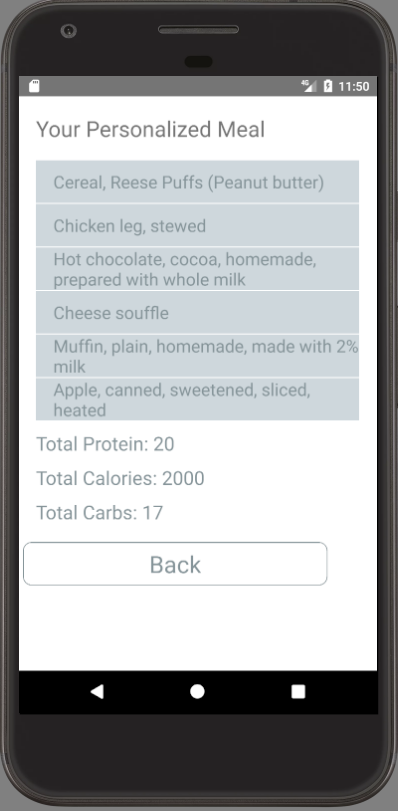 4G 11:50
Your Personalized Meal
Cereal, Reese Puffs (Peanut butter)
Chicken leg, stewed
Hot chocolate, cocoa, homemade,
prepared with whole milk
Cheese souffle
Muffin, plain, homemade, made with 2%
milk
Apple, canned, sweetened, sliced,
heated
Total Protein: 20
Total Calories: 2000
Total Carbs: 17
Back